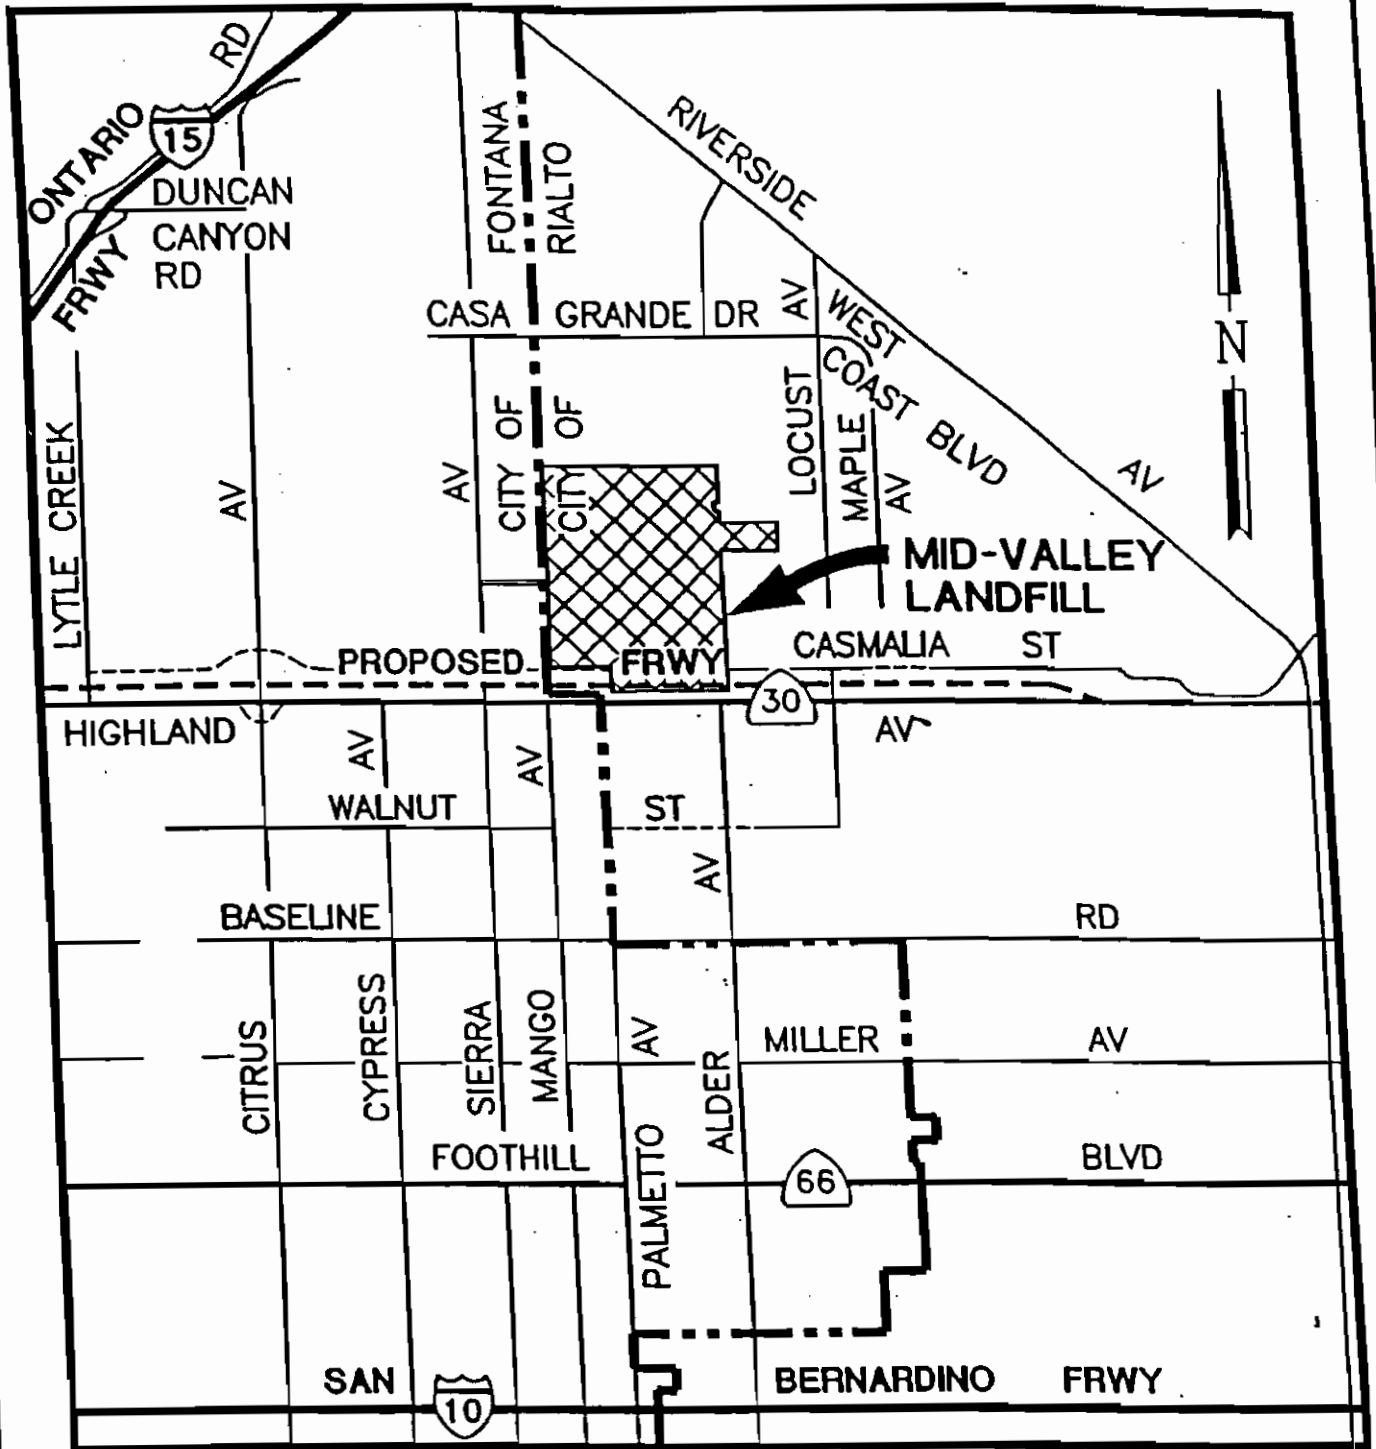 RD
ONTARIO
15
FRWY
DUNCAN
CANYON
RD
FONTANA
RIALTO
RIVERSIDE
AV
CASA GRANDE DR
AV
LOCUST
WEST
COAST BLVD
N
LYTLE CREEK
AV
AV
CITY OF
CITY OF
MAPLE
AV
MID-VALLEY
LANDFILL
PROPOSED FRWY
CASMALIA ST
30
HIGHLAND AV
AV
AV
WALNUT ST
AV
BASELINE RD
CITRUS
CYPRESS
SIERRA
MANGO
AV
PALMETTO
ALDER
MILLER AV
FOOTHILL BLVD
66
SAN BERNARDINO FRWY
10